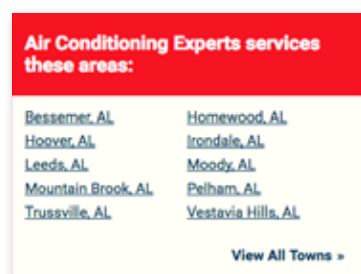 Air Conditioning Experts services
these areas:
Bessemer, AL
Homewood, AL
Hoover, AL
Irondale, AL
Leeds, AL
Moody, AL
Mountain Brook, AL
Pelham, AL
Trussville, AL
Vestavia Hills, AL
View All Towns »